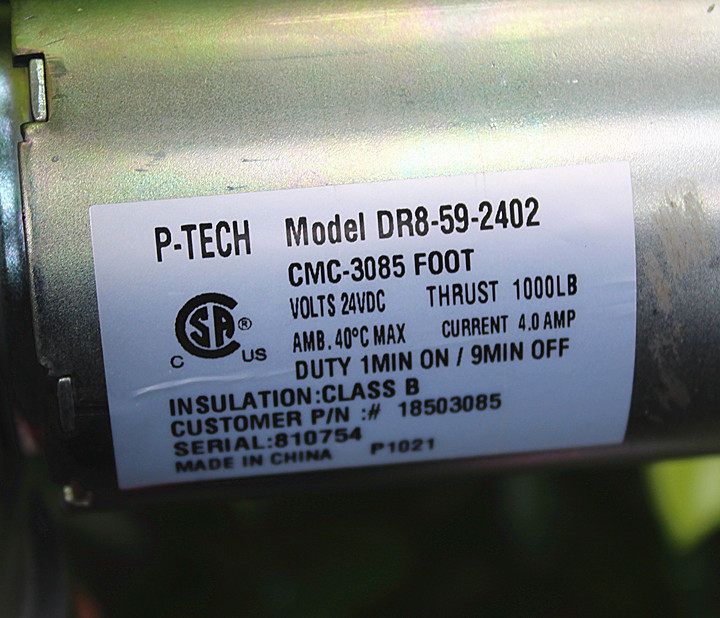 P-TECH Model DR8-59-2402
CMC-3085 FOOT
VOLTS 24VDC THRUST 1000LB
AMB. 40°C MAX CURRENT 4.0 AMP
DUTY 1MIN ON / 9MIN OFF
C SA ® US
INSULATION:CLASS B
CUSTOMER P/N :# 18503085
SERIAL:810754
MADE IN CHINA P1021